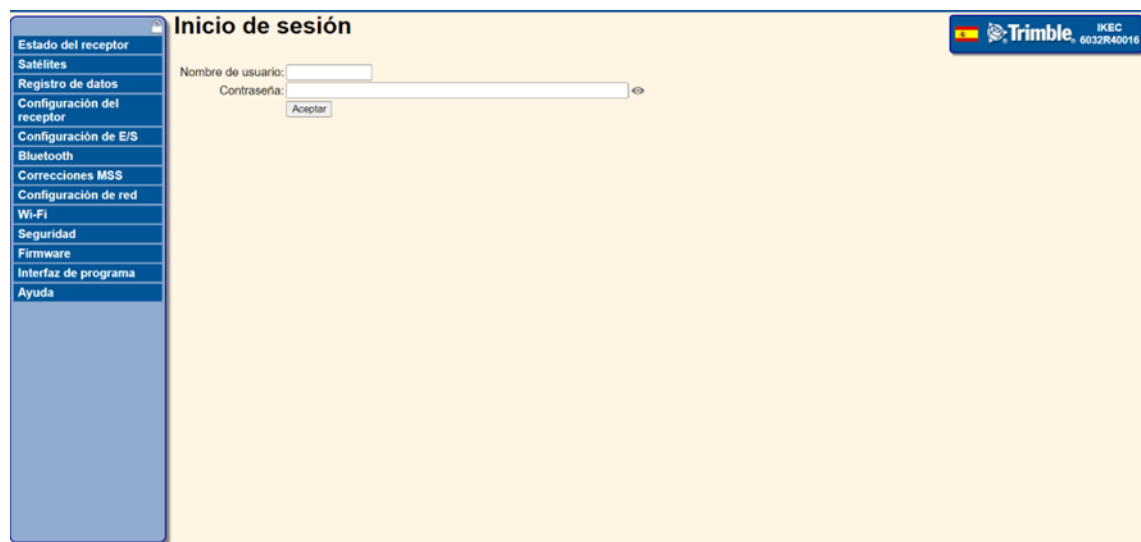 Inicio de sesión
Trimble®
IKEC
6032R40016
Estado del receptor
Satélites
Registro de datos
Configuración del
receptor
Configuración de E/S
Bluetooth
Correcciones MSS
Configuración de red
Wi-Fi
Seguridad
Firmware
Interfaz de programa
Ayuda
Nombre de usuario:
Contraseña:
Aceptar